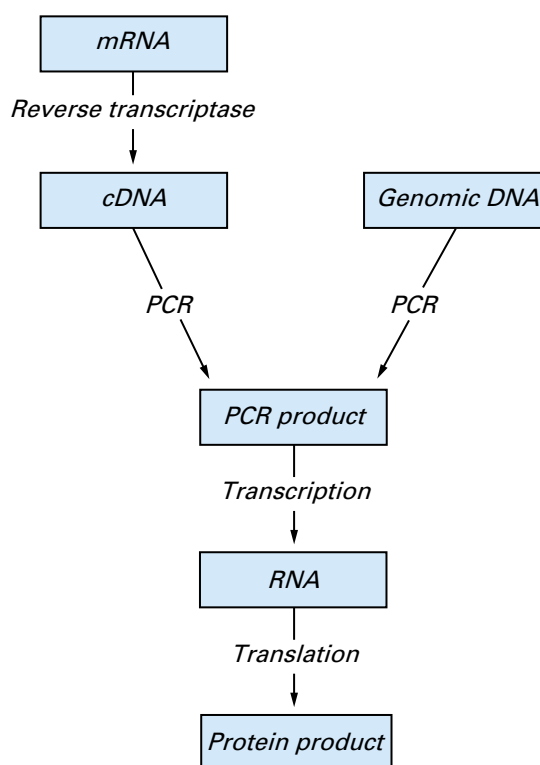 mRNA
Reverse transcriptase
cDNA
Genomic DNA
PCR
PCR
PCR product
Transcription
RNA
Translation
Protein product